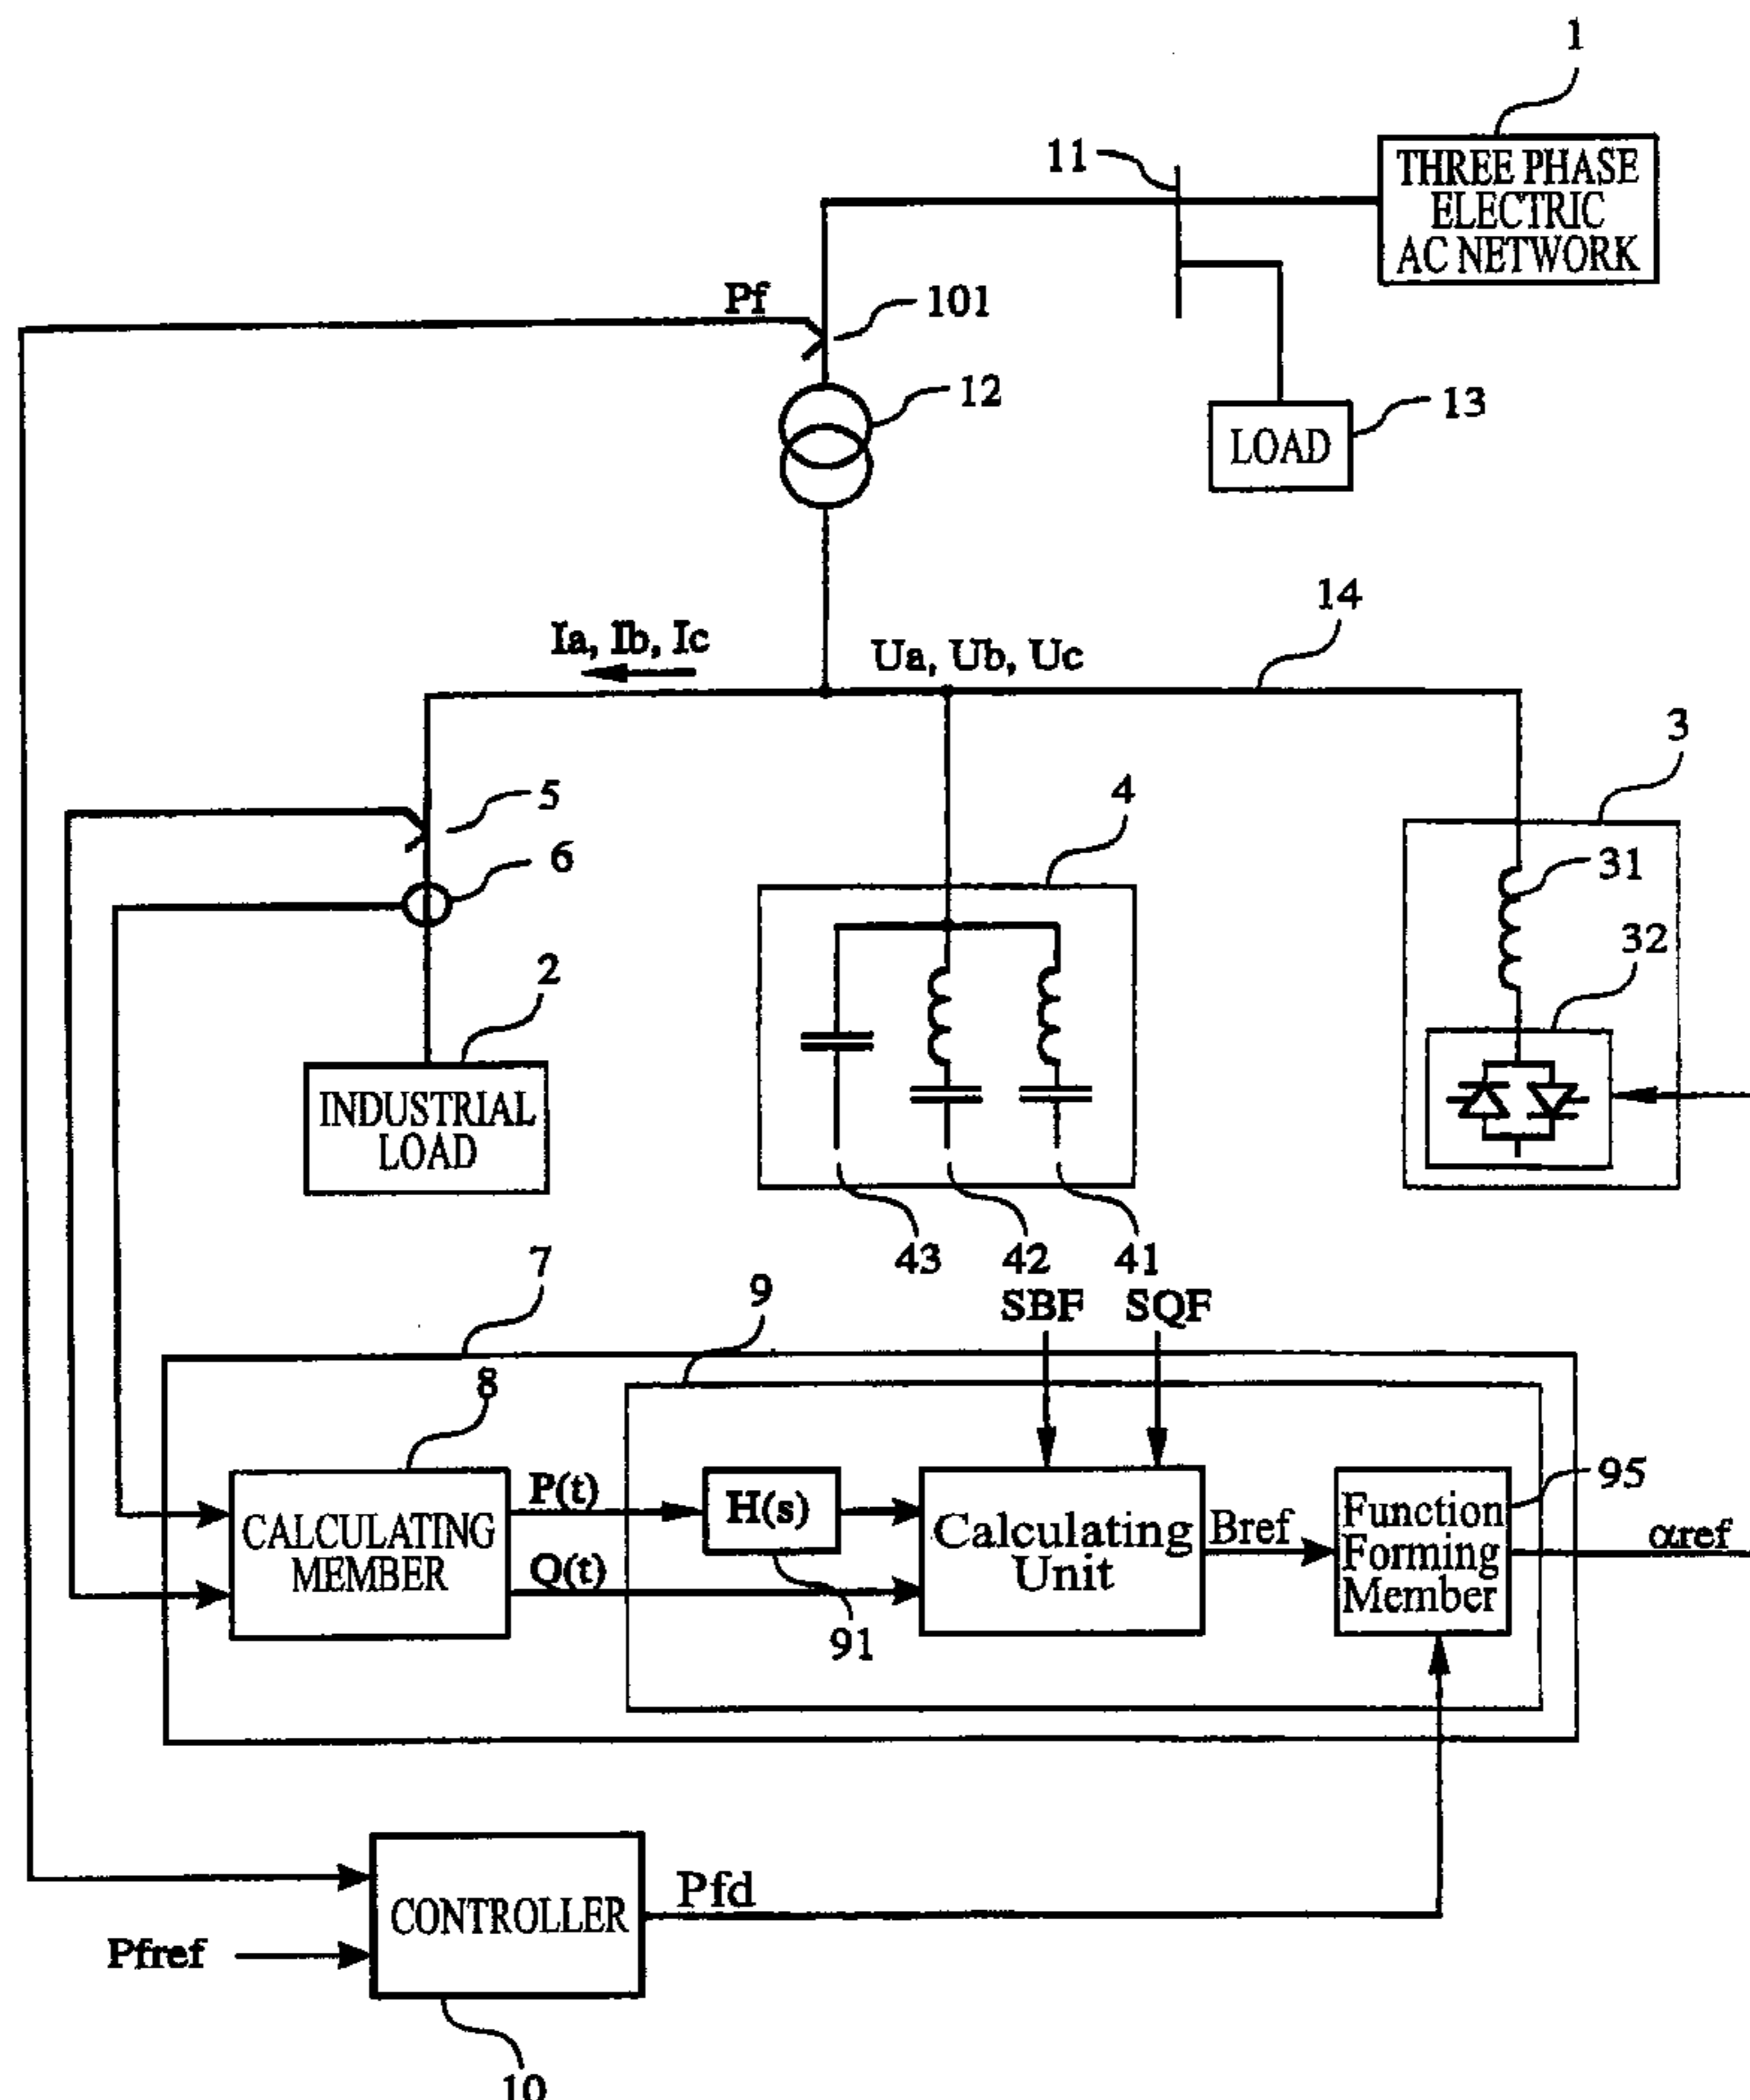 1
11
THREE PHASE
ELECTRIC
AC NETWORK
Pf
101
12
13
LOAD
14
Ia, Ib, Ic
Ua, Ub, Uc
3
5
4
6
31
32
2
INDUSTRIAL
LOAD
43
42
41
7
9
SBF
SQF
8
95
P(t)
H(s)
CALCULATING
MEMBER
Calculating
Unit
Bref
Function
Forming
Member
αref
Q(t)
91
CONTROLLER
Pfd
Pfref
10